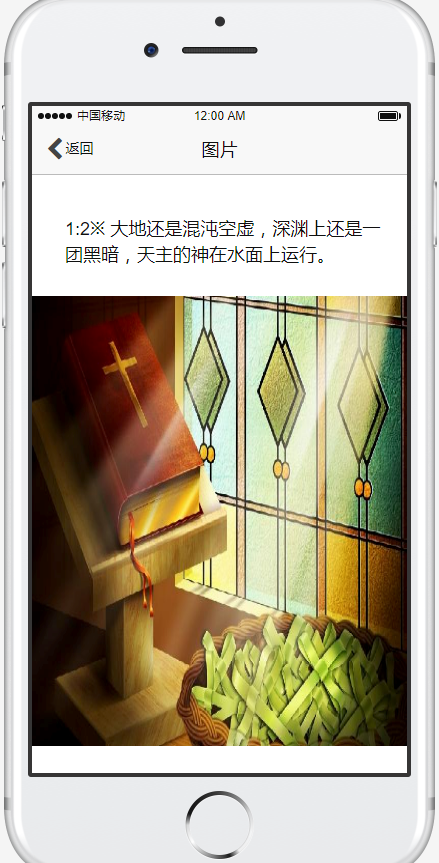 中国移动 12:00 AM
返回 图片
1:2※ 大地还是混沌空虚，深渊上还是一
团黑暗，天主的神在水面上运行。